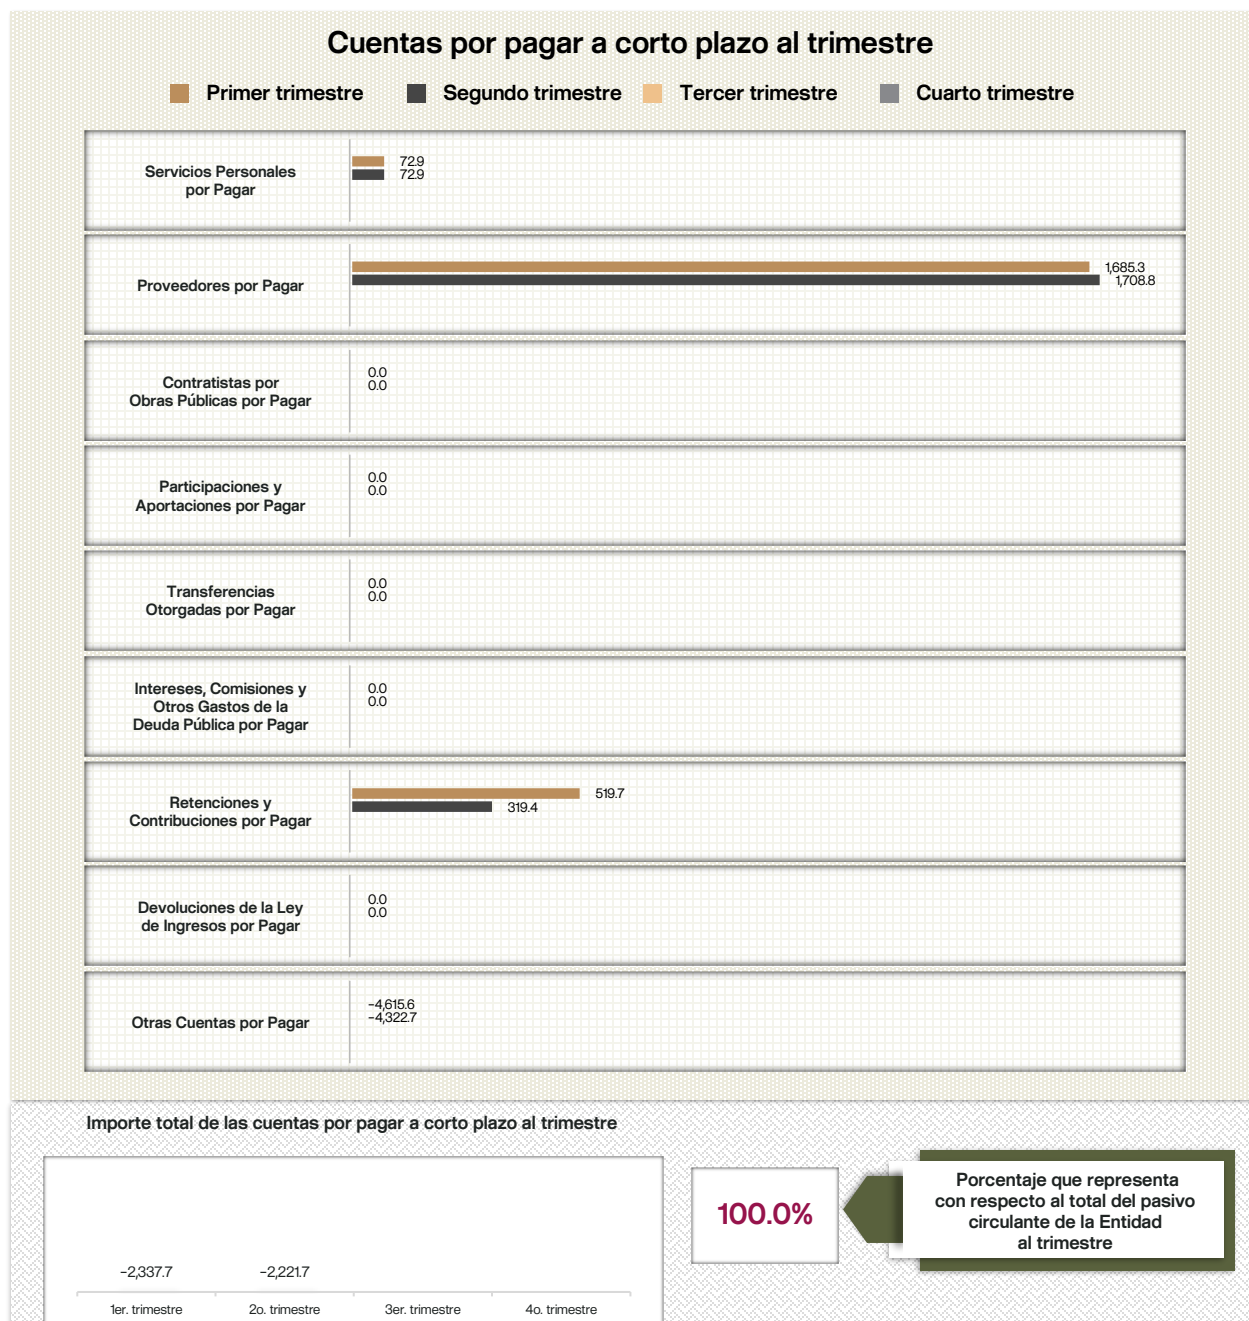 Cuentas por pagar a corto plazo al trimestre
Primer trimestre Segundo trimestre Tercer trimestre Cuarto trimestre
Servicios Personales
por Pagar
72.9
72.9
Proveedores por Pagar
1,685.3
1,708.8
Contratistas por
Obras Públicas por Pagar
0.0
0.0
Participaciones y
Aportaciones por Pagar
0.0
0.0
Transferencias
Otorgadas por Pagar
0.0
0.0
Intereses, Comisiones y
Otros Gastos de la
Deuda Pública por Pagar
0.0
0.0
Retenciones y
Contribuciones por Pagar
519.7
319.4
Devoluciones de la Ley
de Ingresos por Pagar
0.0
0.0
Otras Cuentas por Pagar
-4,615.6
-4,322.7
Importe total de las cuentas por pagar a corto plazo al trimestre
-2,337.7 -2,221.7
1er. trimestre 2o. trimestre 3er. trimestre 4o. trimestre
100.0%
Porcentaje que representa
con respecto al total del pasivo
circulante de la Entidad
al trimestre